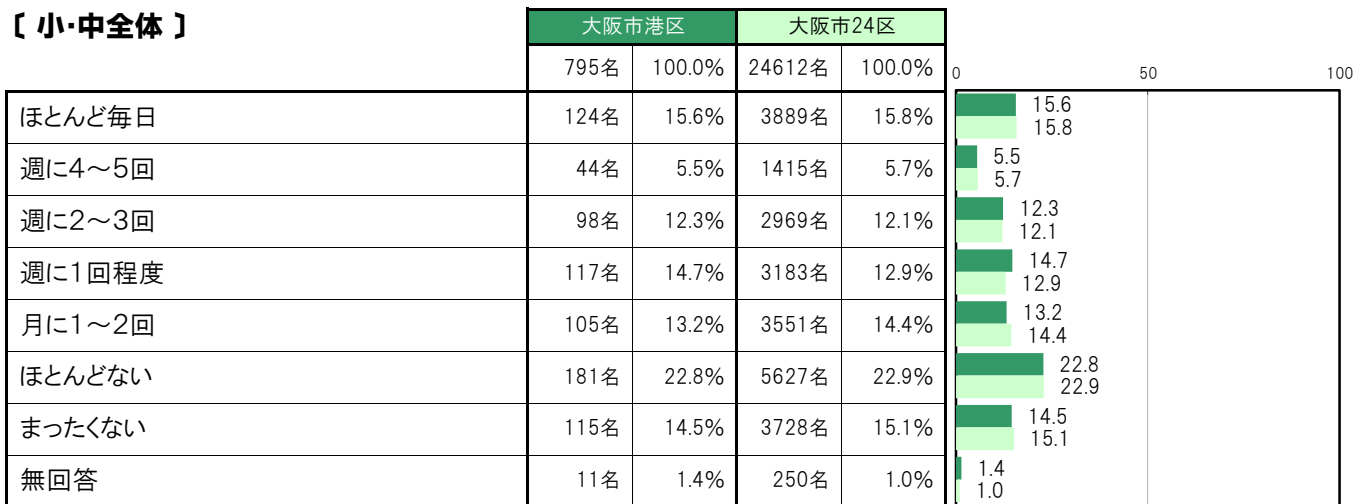 〔 小・中全体 〕
大阪市港区 大阪市24区
795名 100.0% 24612名 100.0%
0 50 100
ほとんど毎日 124名 15.6% 3889名 15.8%
15.6
15.8
週に4～5回 44名 5.5% 1415名 5.7%
5.5
5.7
週に2～3回 98名 12.3% 2969名 12.1%
12.3
12.1
週に1回程度 117名 14.7% 3183名 12.9%
14.7
12.9
月に1～2回 105名 13.2% 3551名 14.4%
13.2
14.4
ほとんどない 181名 22.8% 5627名 22.9%
22.8
22.9
まったくない 115名 14.5% 3728名 15.1%
14.5
15.1
無回答 11名 1.4% 250名 1.0%
1.4
1.0